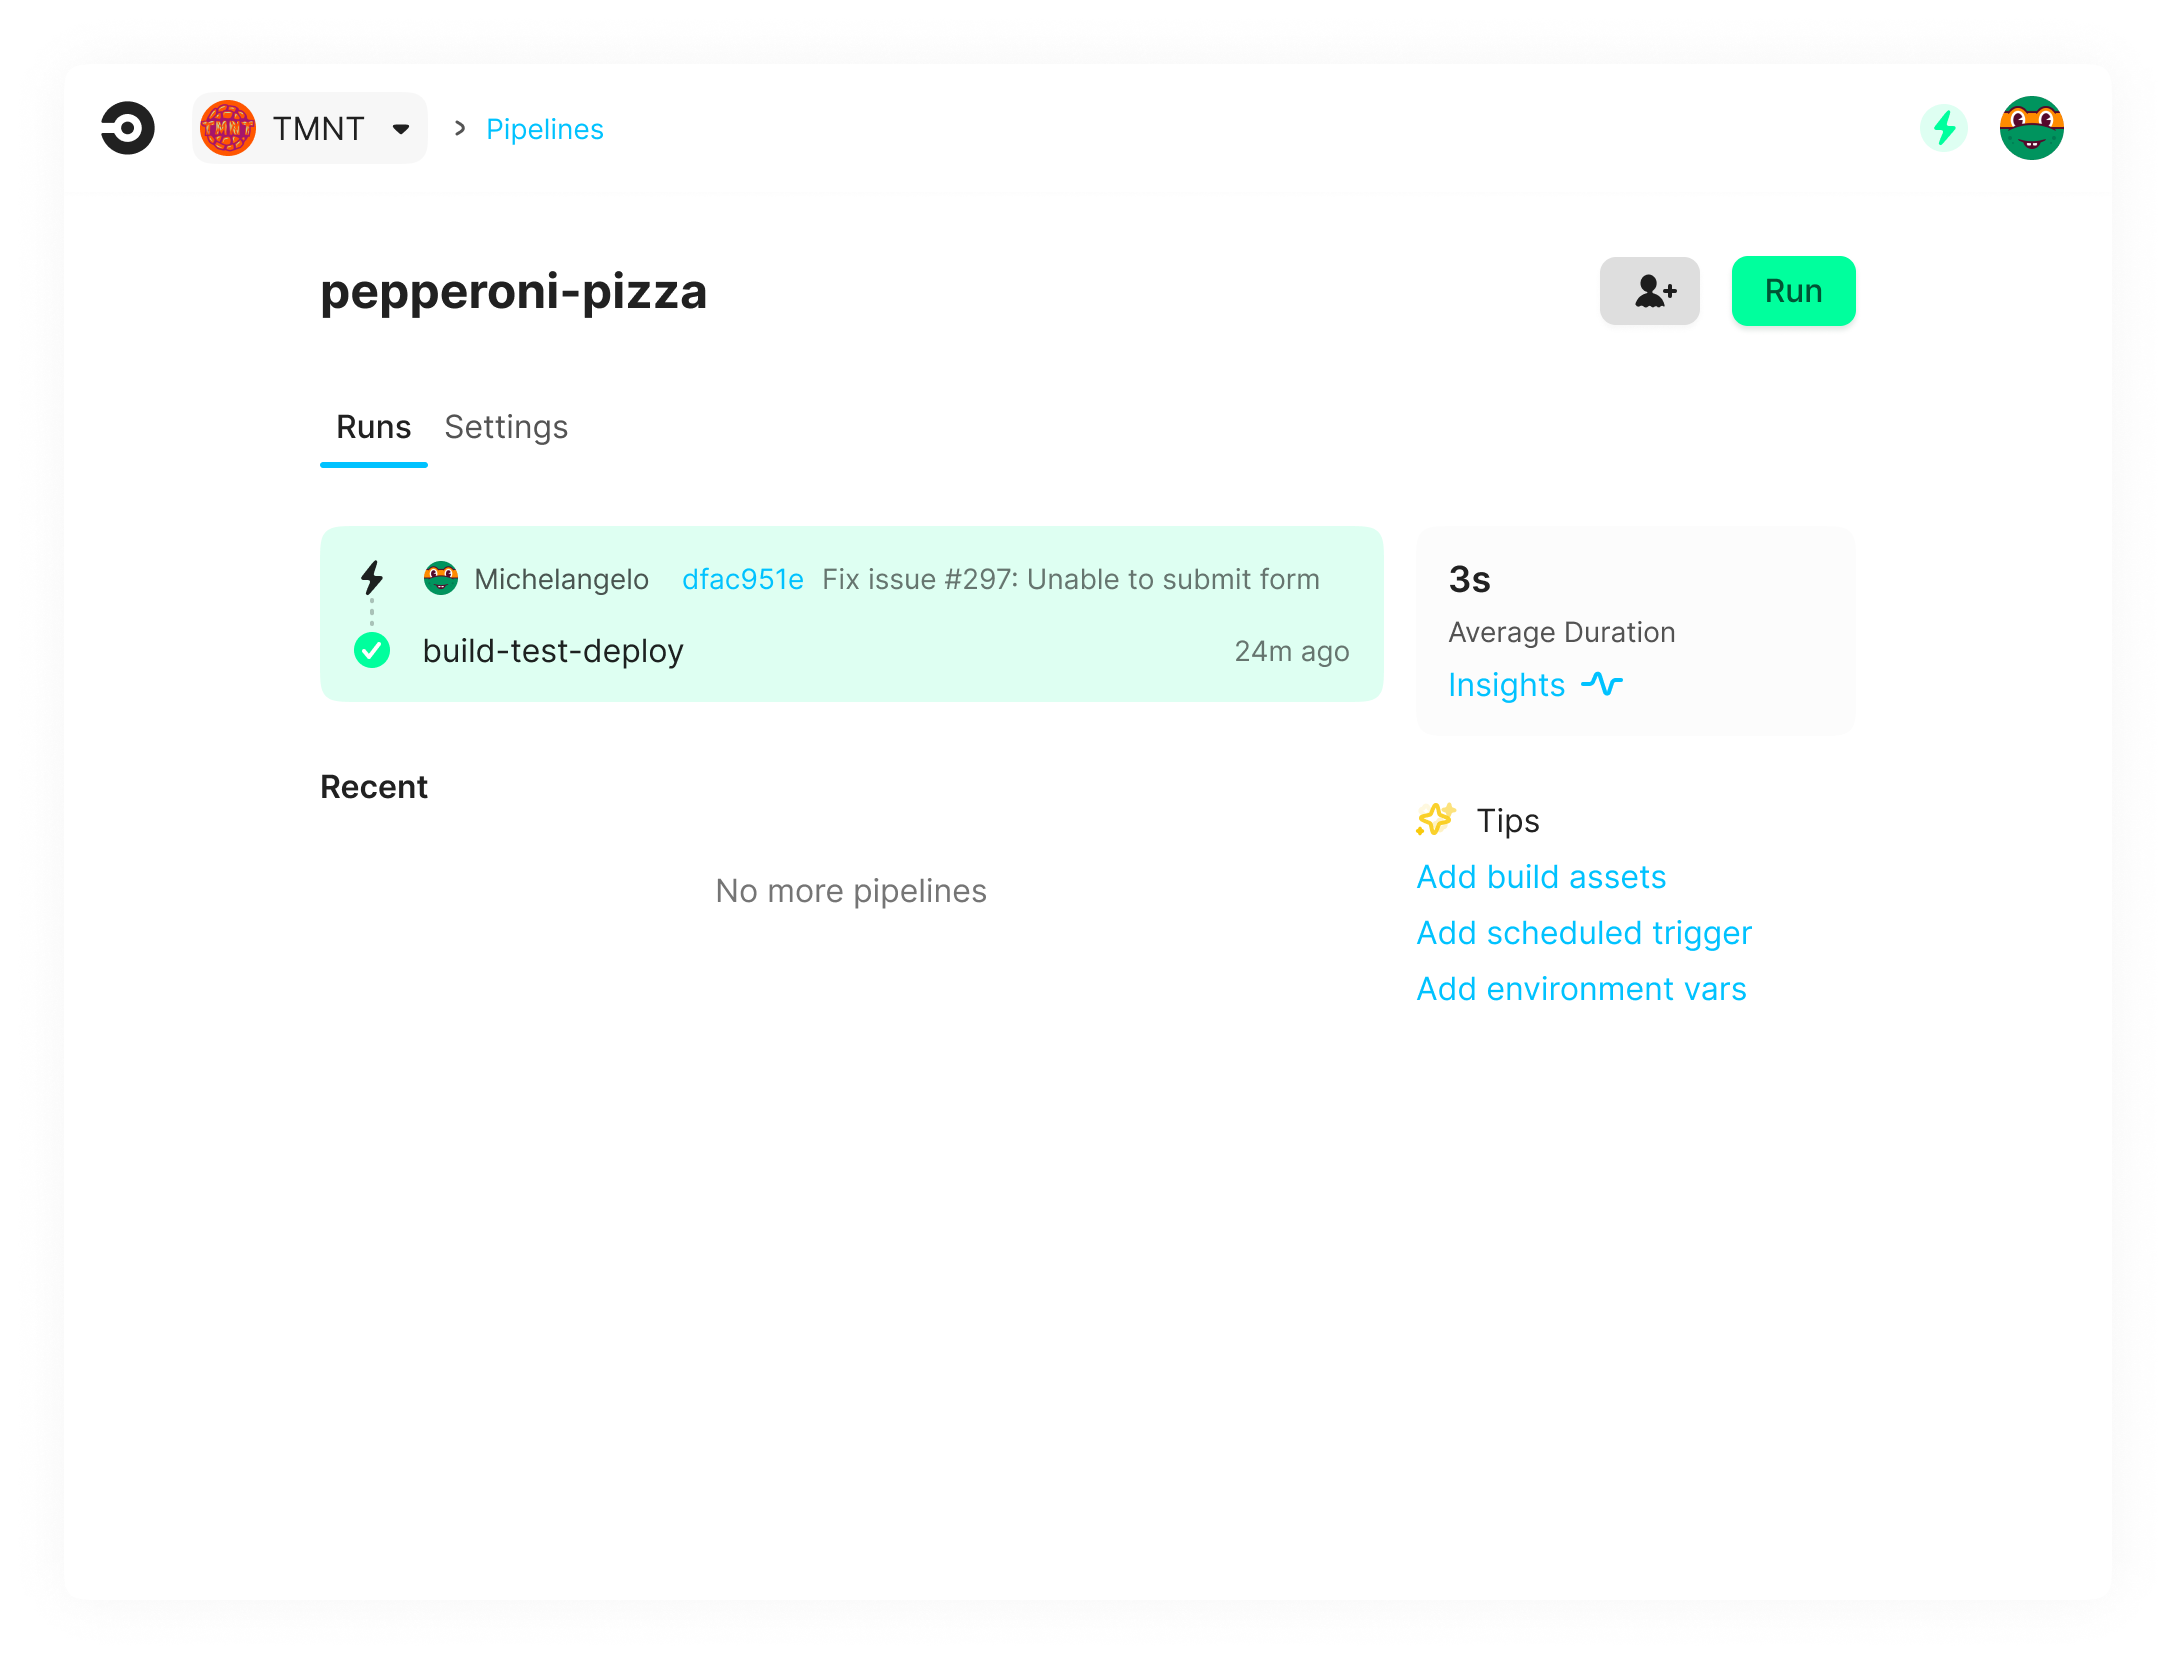 TMNT
TMNT
Pipelines
pepperoni-pizza
Run
Runs
Settings
Michelangelo dfac951e Fix issue #297: Unable to submit form
build-test-deploy
24m ago
3s
Average Duration
Insights
Recent
No more pipelines
Tips
Add build assets
Add scheduled trigger
Add environment vars